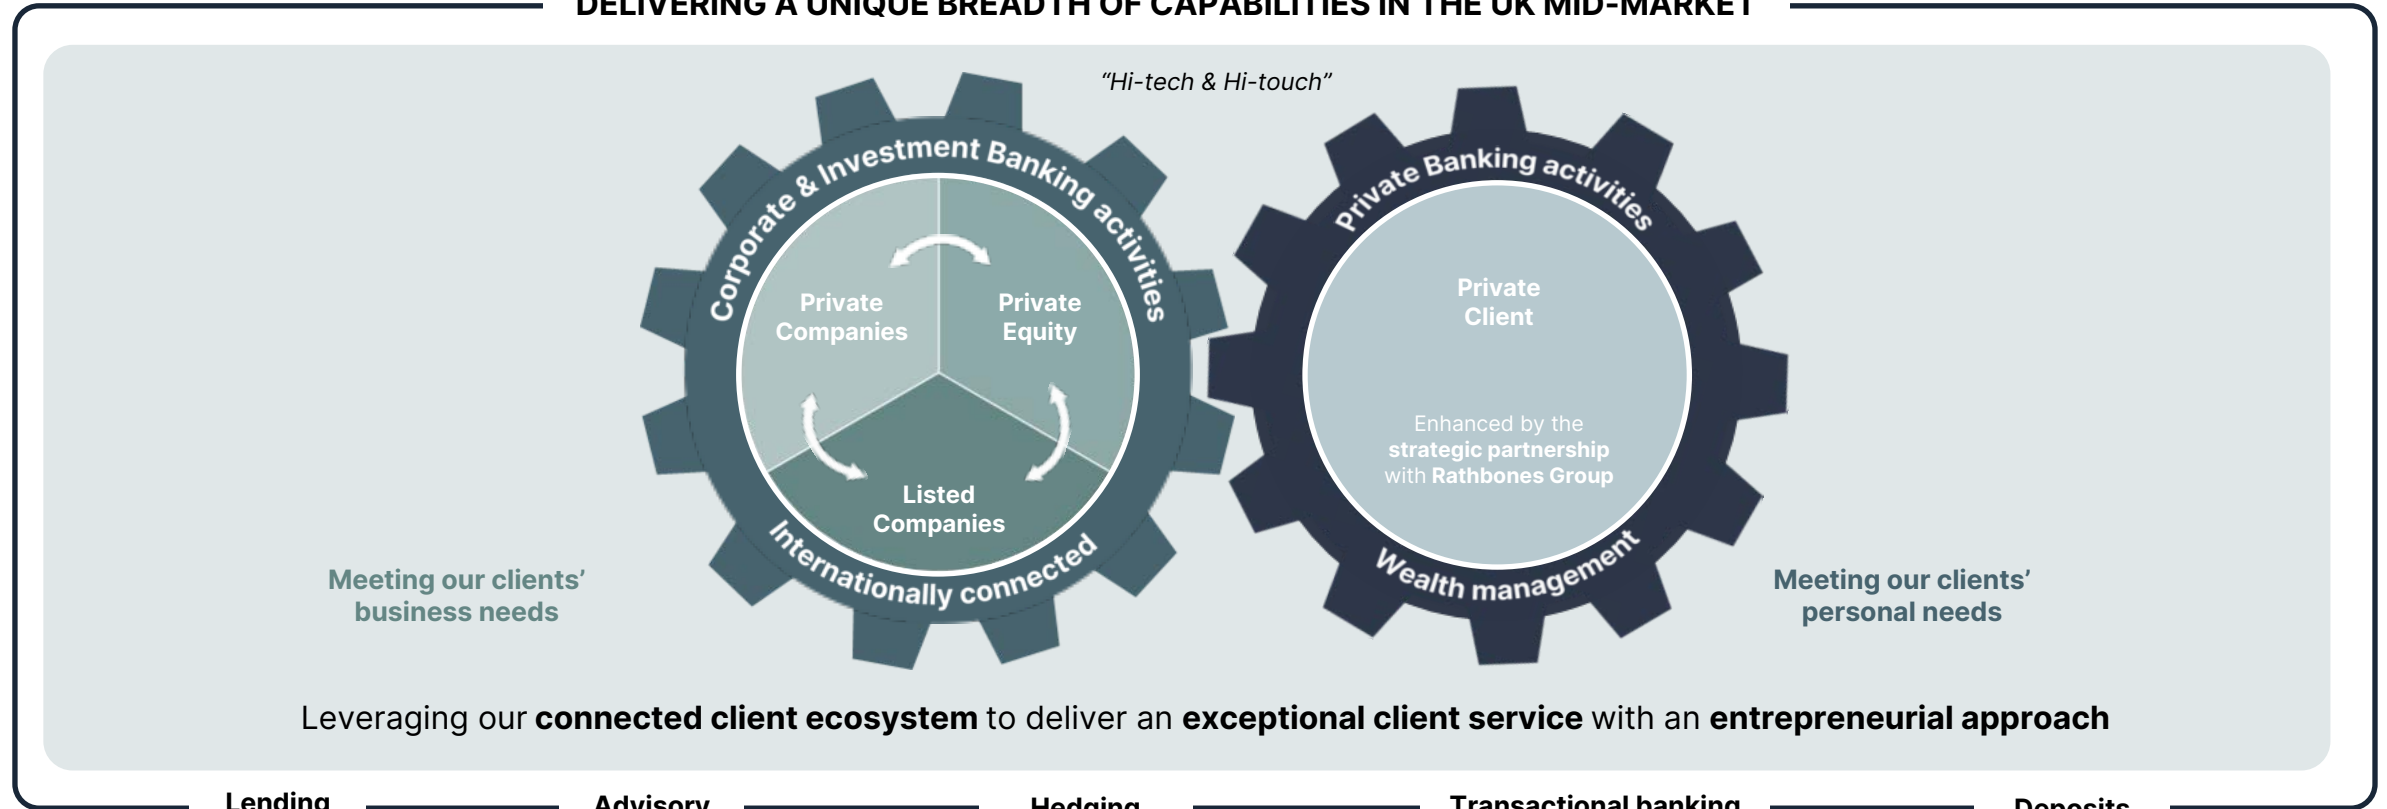 DELIVERING A UNIQUE BREADTH OF CAPABILITIES IN THE UK MID-MARKET
“Hi-tech & Hi-touch”
Corporate & Investment Banking activities
Private
Companies
Private
Equity
Listed
Companies
Internationally connected
Private Banking activities
Private
Client
Enhanced by the
strategic partnership
with Rathbones Group
Wealth management
Meeting our clients’
business needs
Meeting our clients’
personal needs
Leveraging our connected client ecosystem to deliver an exceptional client service with an entrepreneurial approach
Lending
Advisory
Hedging
Transactional banking
Deposits